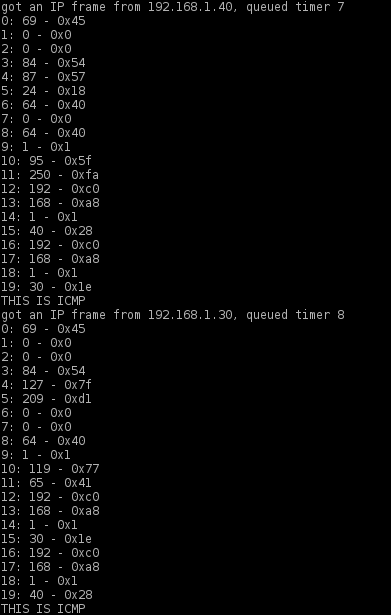 got an IP frame from 192.168.1.40, queued timer 7
0: 69 - 0x45
1: 0 - 0x0
2: 0 - 0x0
3: 84 - 0x54
4: 87 - 0x57
5: 24 - 0x18
6: 64 - 0x40
7: 0 - 0x0
8: 64 - 0x40
9: 1 - 0x1
10: 95 - 0x5f
11: 250 - 0xfa
12: 192 - 0xc0
13: 168 - 0xa8
14: 1 - 0x1
15: 40 - 0x28
16: 192 - 0xc0
17: 168 - 0xa8
18: 1 - 0x1
19: 30 - 0x1e
THIS IS ICMP
got an IP frame from 192.168.1.30, queued timer 8
0: 69 - 0x45
1: 0 - 0x0
2: 0 - 0x0
3: 84 - 0x54
4: 127 - 0x7f
5: 209 - 0xd1
6: 0 - 0x0
7: 0 - 0x0
8: 64 - 0x40
9: 1 - 0x1
10: 119 - 0x77
11: 65 - 0x41
12: 192 - 0xc0
13: 168 - 0xa8
14: 1 - 0x1
15: 30 - 0x1e
16: 192 - 0xc0
17: 168 - 0xa8
18: 1 - 0x1
19: 40 - 0x28
THIS IS ICMP